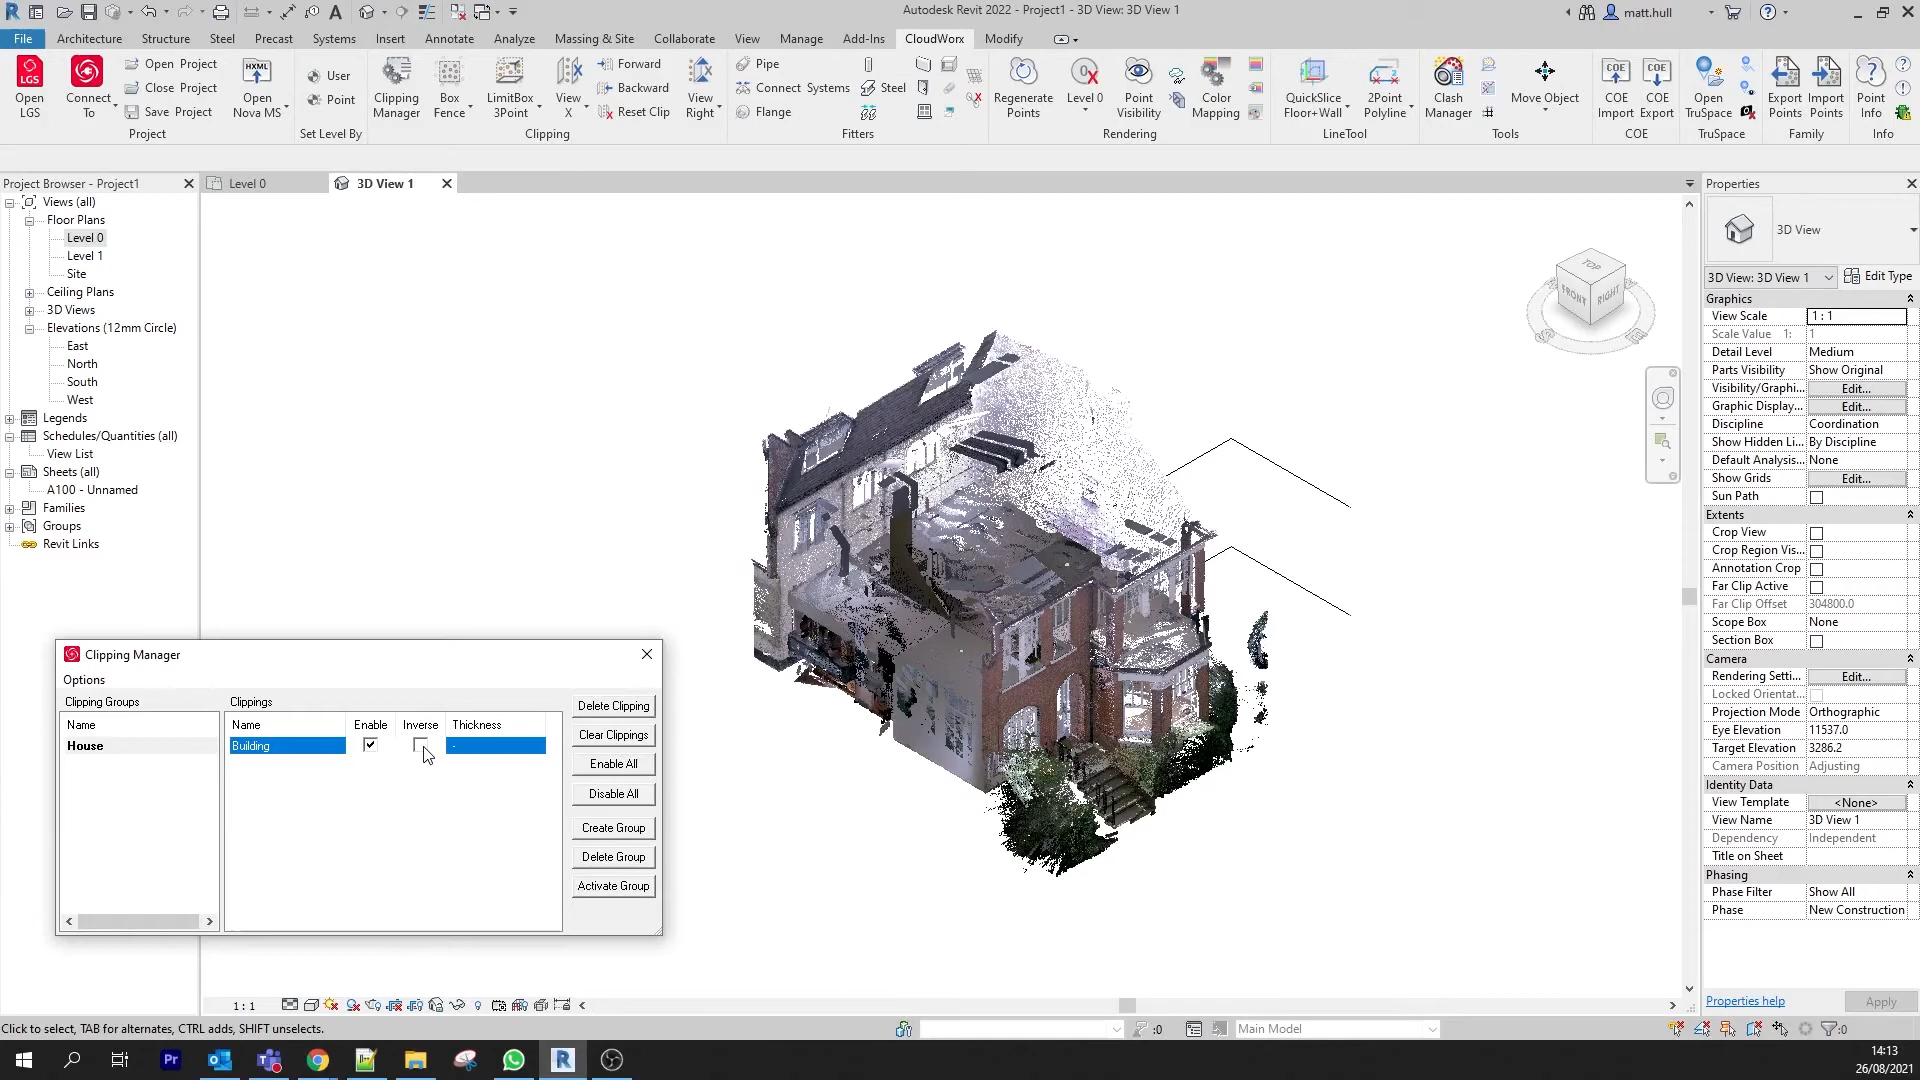 Autodesk Revit 2022 - Project1 - 3D View: 3D View 1
matt.hull
File Architecture Structure Steel Precast Systems Insert Annotate Analyze Massing & Site Collaborate View Manage Add-Ins CloudWorx Modify
LGS
Open
LGS
Connect
To
Open Project
Close Project
Save Project
HXML
Open
Nova MS
Project
User
Point
Set Level By
Clipping
Manager
Box
Fence
LimitBox
3Point
View
X
Forward
Backward
Reset Clip
View
Right
Clipping
Pipe
Connect Systems
Flange
Steel
Fitters
Regenerate
Points
Level 0
Point
Visibility
Color
Mapping
Rendering
QuickSlice
Floor+Wall
2Point
Polyline
LineTool
Clash
Manager
Move Object
Tools
COE
Import
COE
Export
COE
Open
TruSpace
TruSpace
Export
Points
Import
Points
Family
Point
Info
Info
Project Browser - Project1
Views (all)
Floor Plans
Level 0
Level 1
Site
Ceiling Plans
3D Views
Elevations (12mm Circle)
East
North
South
West
Legends
Schedules/Quantities (all)
View List
Sheets (all)
A100 - Unnamed
Families
Groups
Revit Links
Level 0
3D View 1
TOP
FRONT
RIGHT
Clipping Manager
Options
Clipping Groups
Name
House
Clippings
Name Enable Inverse Thickness
Building -
Delete Clipping
Clear Clippings
Enable All
Disable All
Create Group
Delete Group
Activate Group
Properties
3D View
3D View: 3D View 1 Edit Type
Graphics
View Scale 1 : 1
Scale Value 1: 1
Detail Level Medium
Parts Visibility Show Original
Visibility/Graphi... Edit...
Graphic Display... Edit...
Discipline Coordination
Show Hidden Li... By Discipline
Default Analysis... None
Show Grids Edit...
Sun Path
Extents
Crop View
Crop Region Vis...
Annotation Crop
Far Clip Active
Far Clip Offset 304800.0
Scope Box None
Section Box
Camera
Rendering Setti... Edit...
Locked Orientat...
Projection Mode Orthographic
Eye Elevation 11537.0
Target Elevation 3286.2
Camera Position Adjusting
Identity Data
View Template <None>
View Name 3D View 1
Dependency Independent
Title on Sheet
Phasing
Phase Filter Show All
Phase New Construction
Properties help Apply
1 : 1
Click to select, TAB for alternates, CTRL adds, SHIFT unselects.
:0
Main Model
:0
Pr
R
14:13
26/08/2021